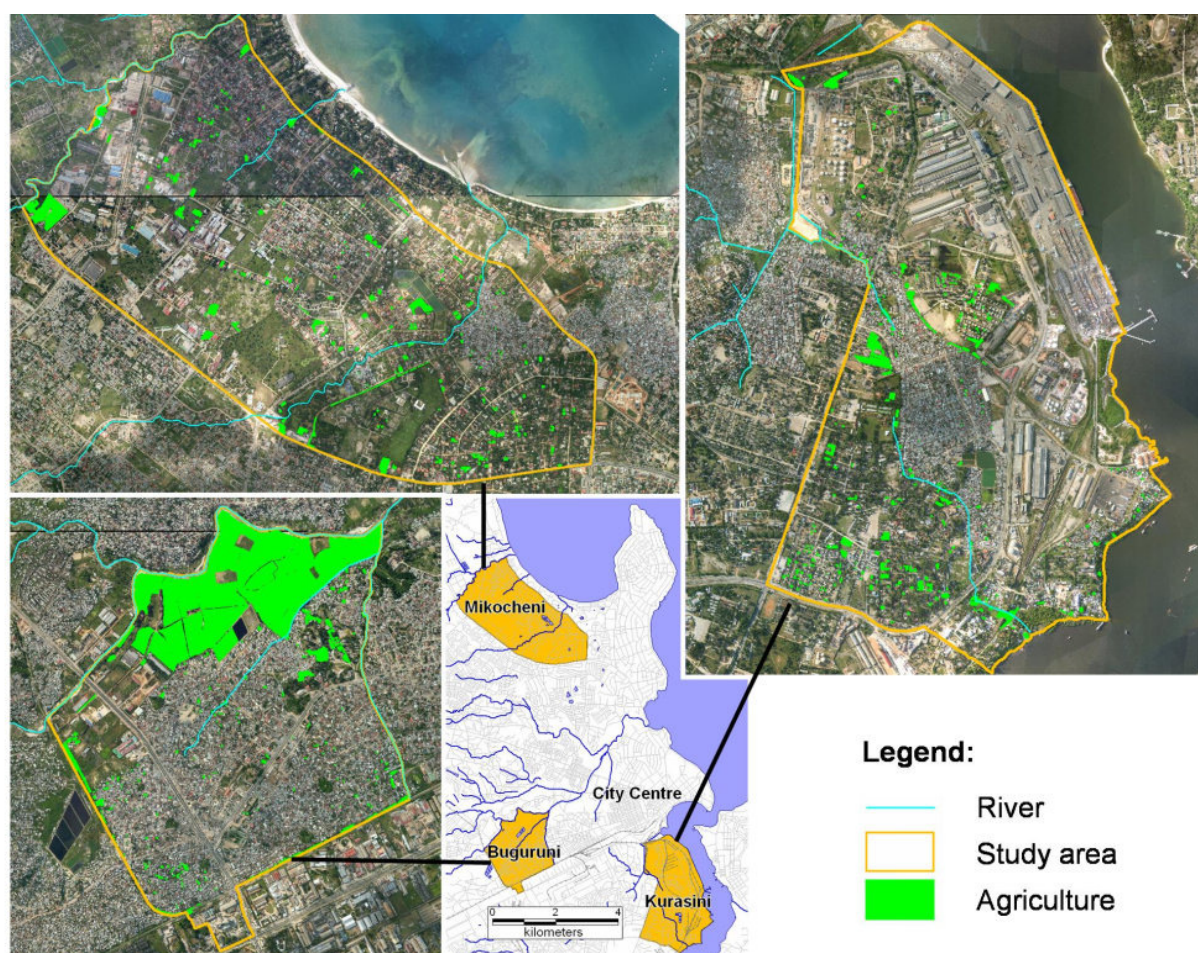 Mikocheni
City Centre
Buguruni
Kurasini
0 2 4
kilometers
Legend:
River
Study area
Agriculture